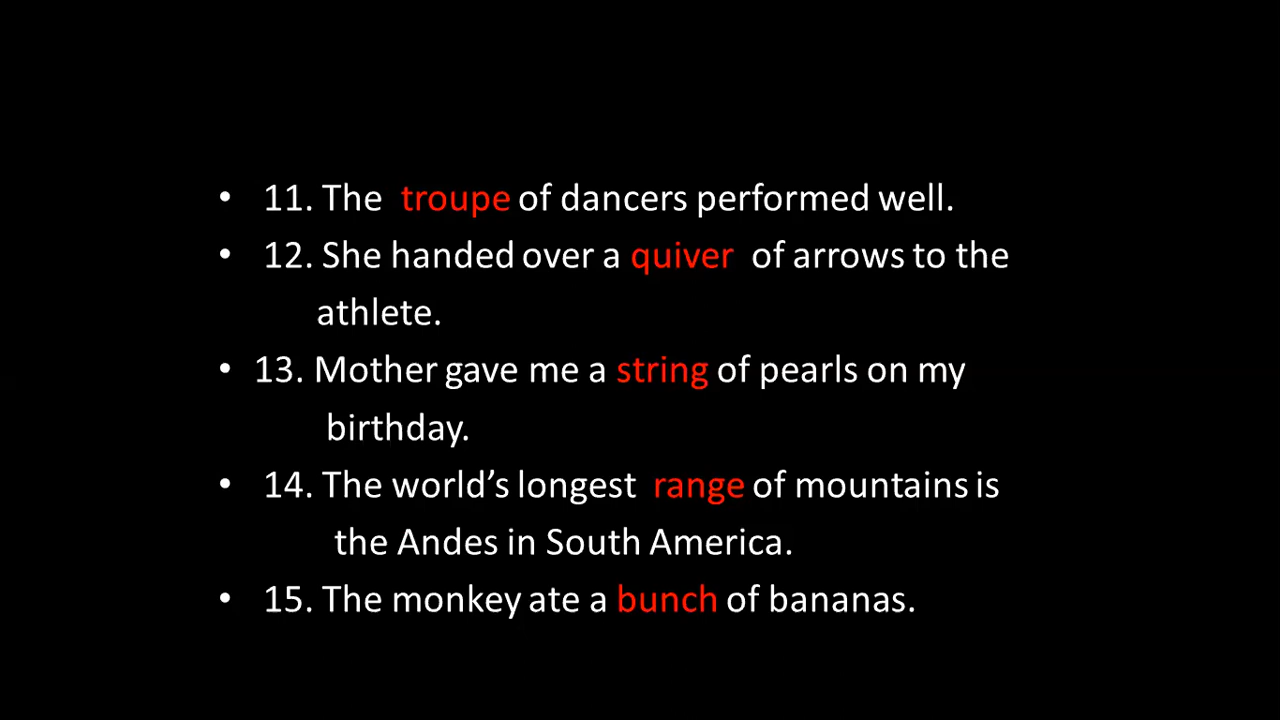 • 11. The troupe of dancers performed well.
• 12. She handed over a quiver of arrows to the
athlete.
• 13. Mother gave me a string of pearls on my
birthday.
• 14. The world’s longest range of mountains is
the Andes in South America.
• 15. The monkey ate a bunch of bananas.